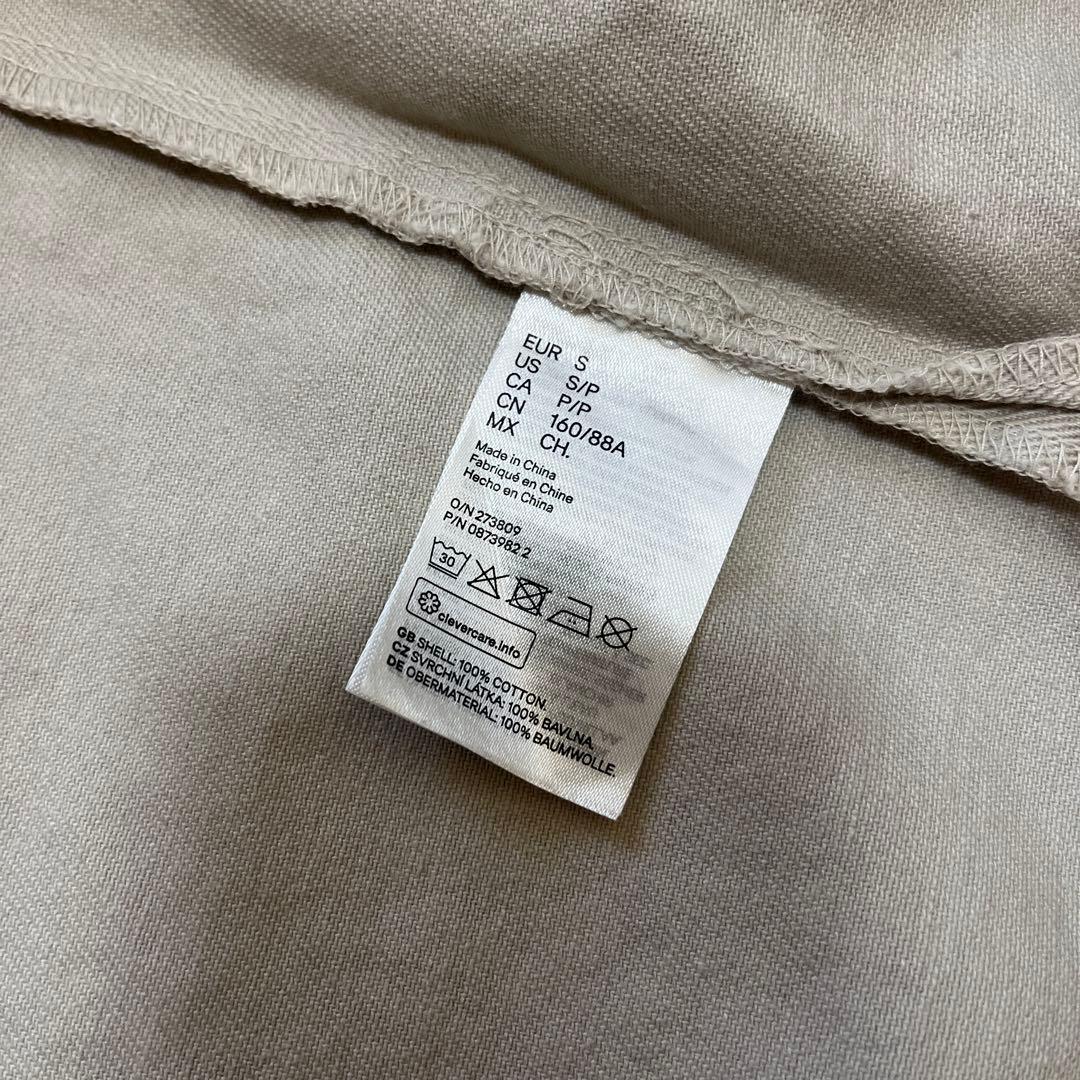 EUR S
US S/P
CA P/P
CN 160/88A
MX CH.
Made in China
Fabriqué en Chine
Hecho en China
O/N 273809
P/N 0873982.2
30
clevercare.info
GB SHELL: 100% COTTON.
CZ SVRCHNÍ LÁTKA: 100% BAVLNA.
DE OBERMATERIAL: 100% BAUMWOLLE.